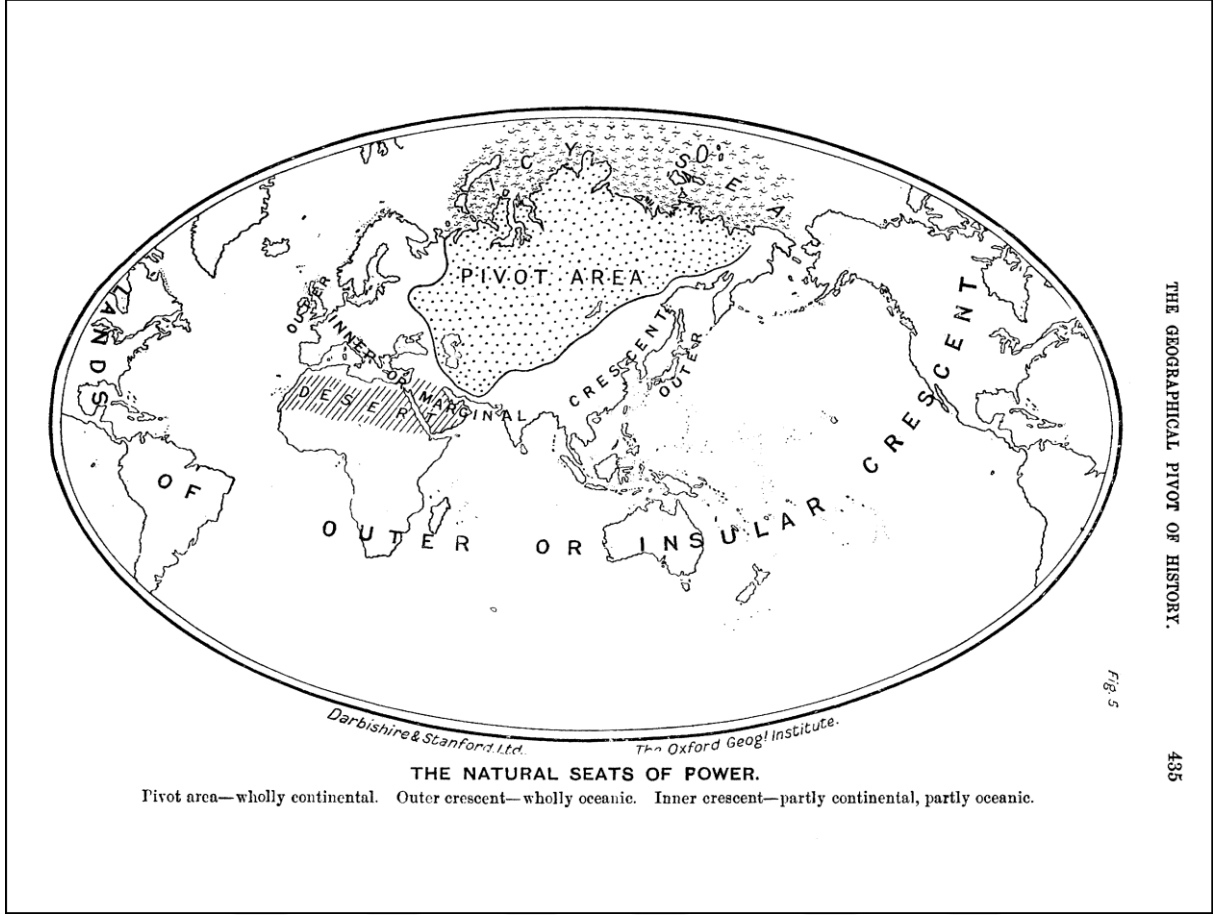 ICY SEA
PIVOT AREA
LANDS
OF
OUTER
INNER OR MARGINAL
CRESCENT
OUTER
DESERT
OUTER OR INSULAR CRESCENT
Darbishire & Stanford, Ltd.
The Oxford Geogl Institute.
THE NATURAL SEATS OF POWER.
Pivot area—wholly continental. Outer crescent—wholly oceanic. Inner crescent—partly continental, partly oceanic.
THE GEOGRAPHICAL PIVOT OF HISTORY.
Fig. 5
435